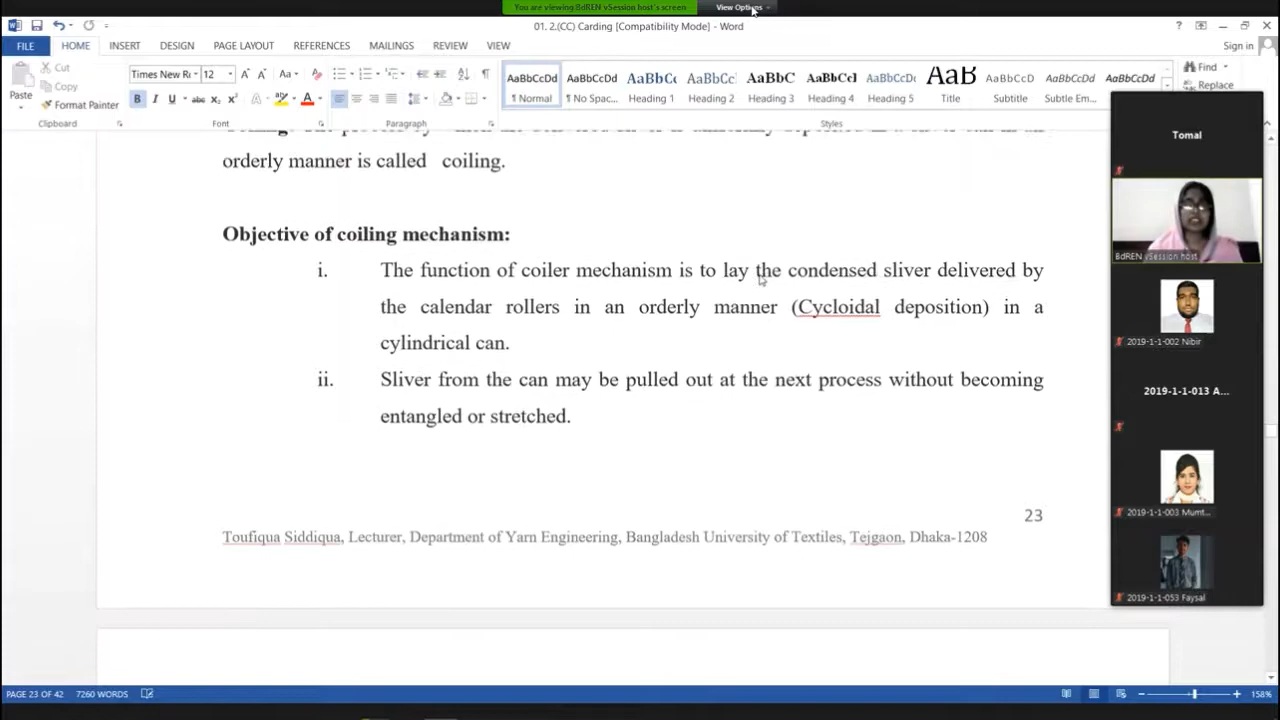 You are viewing BdREN vSession host's screen
View Options
01. 2.(CC) Carding [Compatibility Mode] - Word
FILE HOME INSERT DESIGN PAGE LAYOUT REFERENCES MAILINGS REVIEW VIEW
Sign in
Cut
Copy
Format Painter
Paste
Clipboard
Times New Ro 12
Font
Paragraph
AaBbCcDd AaBbCcDd AaBbCc AaBbCc AaBbC AaBbCcI AaBbCcDd AaB AaBbCcD AaBbCcDd AaBbCcDd
¶ Normal ¶ No Spac... Heading 1 Heading 2 Heading 3 Heading 4 Heading 5 Title Subtitle Subtle Em...
Styles
Find
Replace
orderly manner is called coiling.
Objective of coiling mechanism:
i. The function of coiler mechanism is to lay the condensed sliver delivered by
the calendar rollers in an orderly manner (Cycloidal deposition) in a
cylindrical can.
ii. Sliver from the can may be pulled out at the next process without becoming
entangled or stretched.
23
Toufiqua Siddiqua, Lecturer, Department of Yarn Engineering, Bangladesh University of Textiles, Tejgaon, Dhaka-1208
Tomal
BdREN vSession host
2019-1-1-002 Nibir
2019-1-1-013 A...
2019-1-1-003 Mumt...
2019-1-1-053 Faysal
PAGE 23 OF 42 7260 WORDS
158%